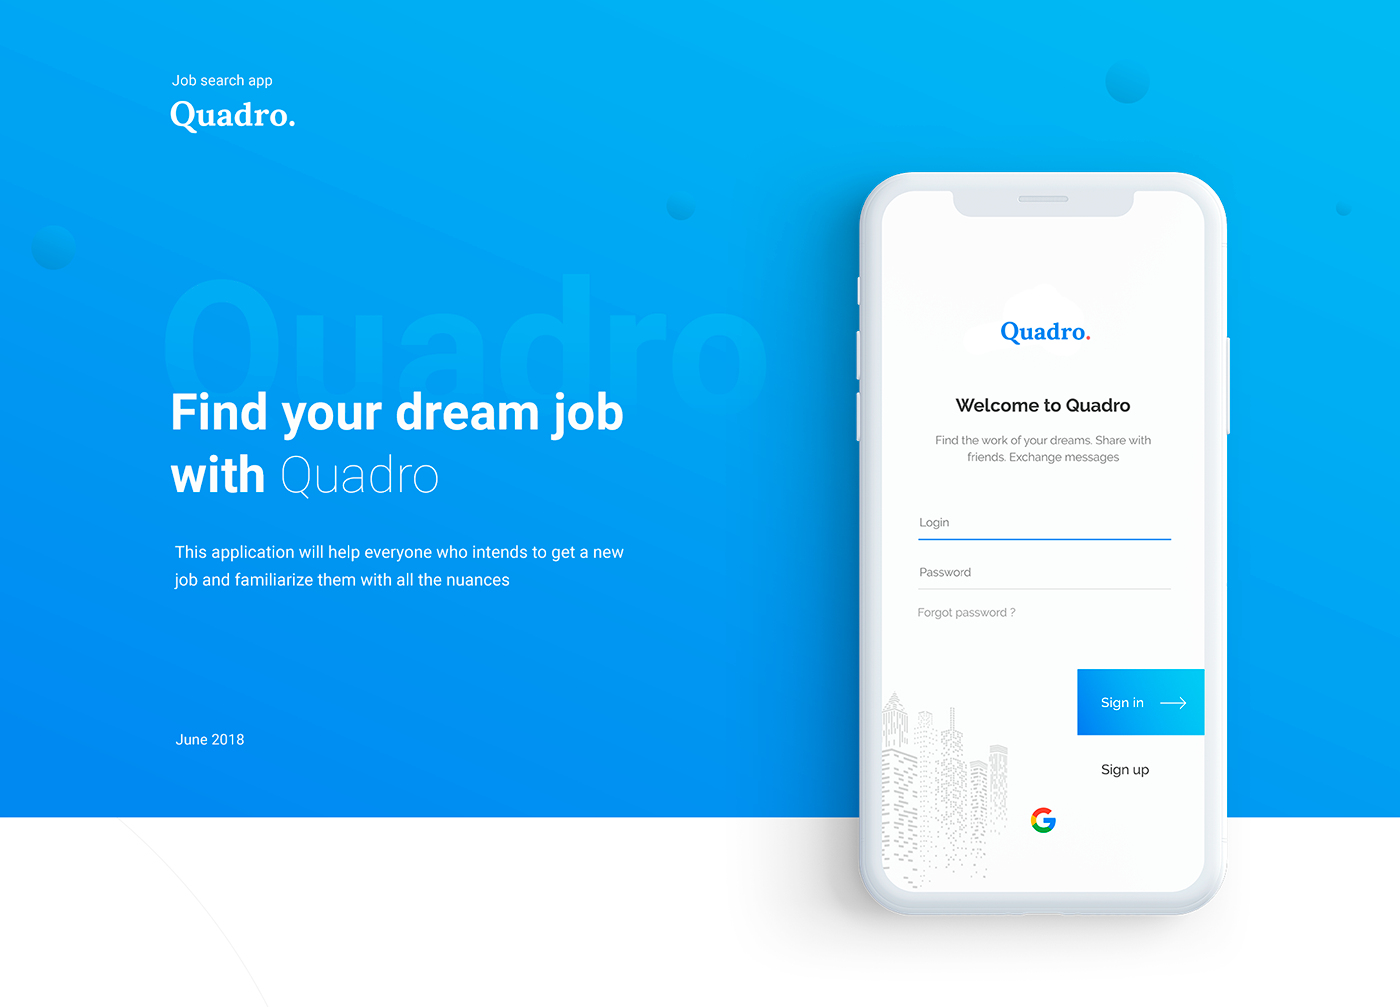 Job search app
Quadro.
Quadro
Find your dream job
with Quadro
This application will help everyone who intends to get a new
job and familiarize them with all the nuances
June 2018
Quadro.
Welcome to Quadro
Find the work of your dreams. Share with
friends. Exchange messages
Login
Password
Forgot password ?
Sign in
Sign up
G